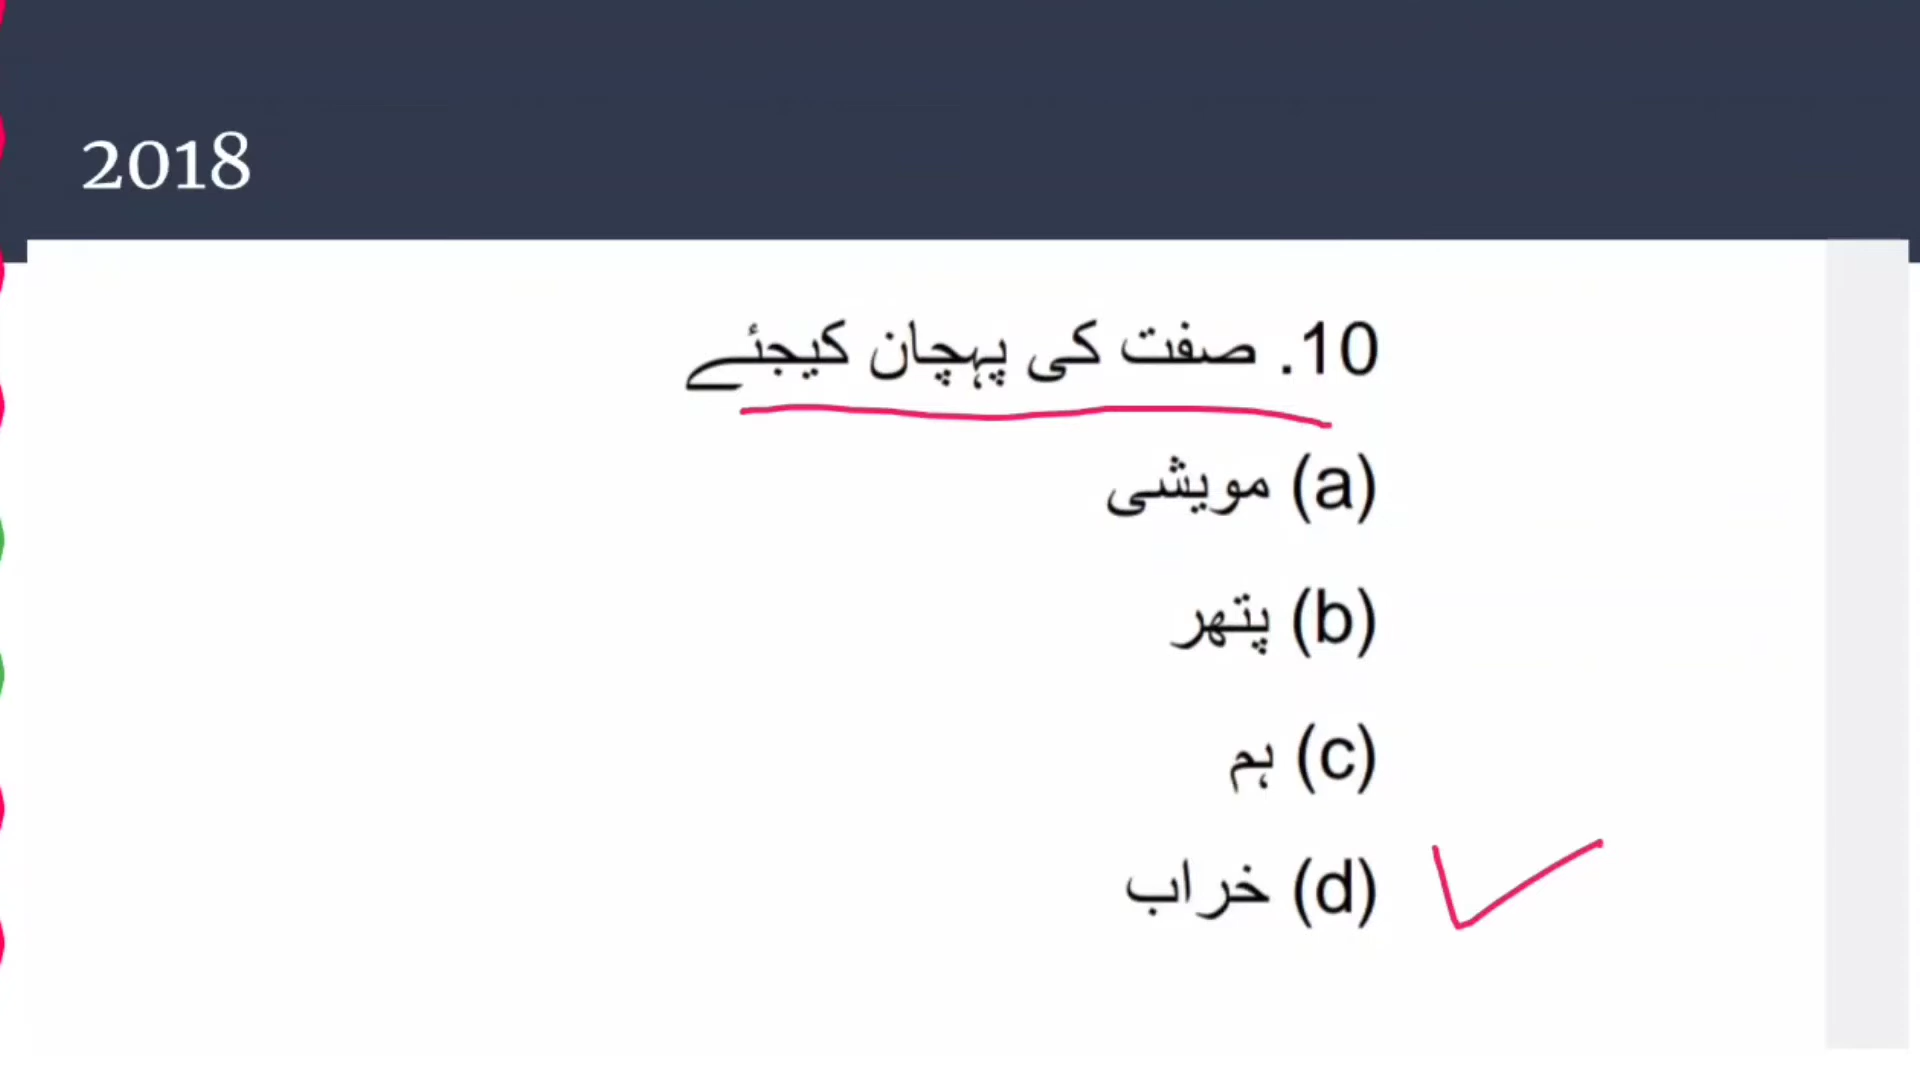 2018
10. صفت کی پہچان کیجئے
(a) مویشی
(b) پتھر
(c) ہم
(d) خراب